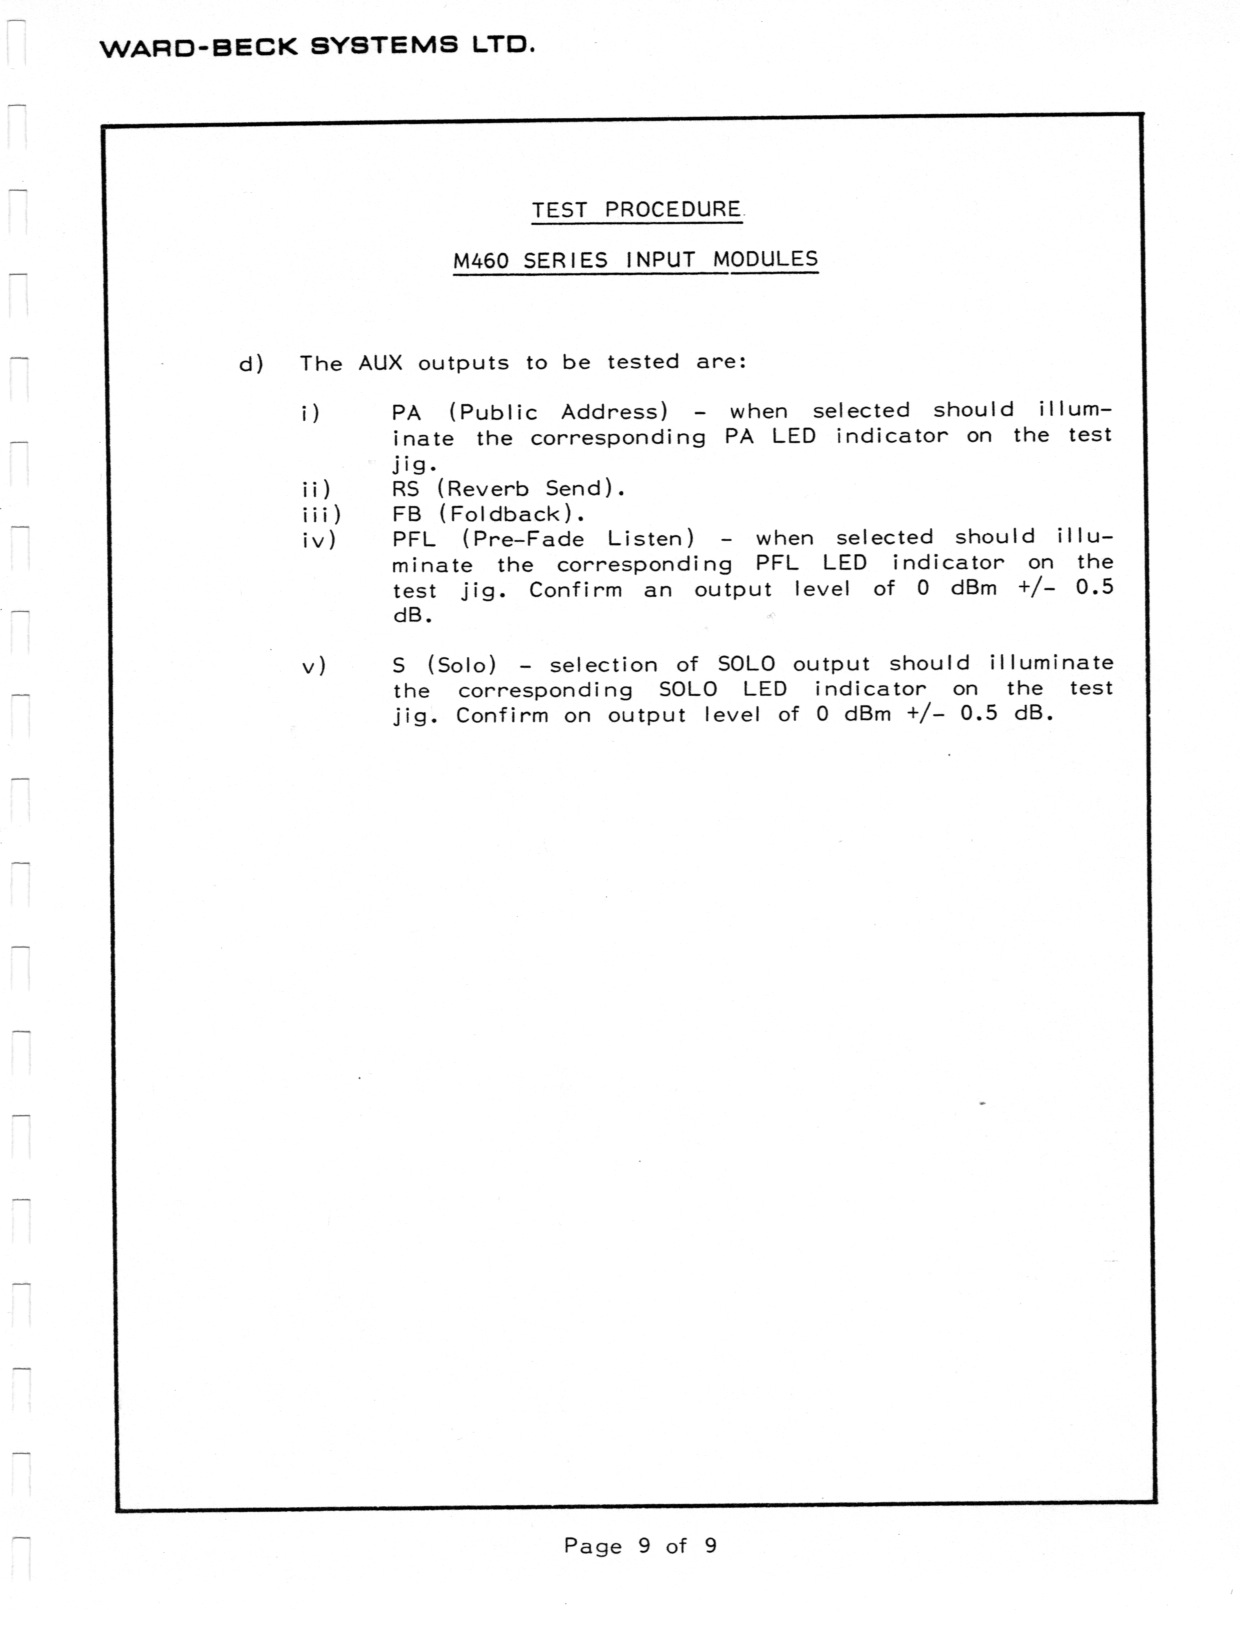 WARD-BECK SYSTEMS LTD.
TEST PROCEDURE
M460 SERIES INPUT MODULES
d) The AUX outputs to be tested are:
i) PA (Public Address) - when selected should illum-
inate the corresponding PA LED indicator on the test
jig.
ii) RS (Reverb Send).
iii) FB (Foldback).
iv) PFL (Pre-Fade Listen) - when selected should illu-
minate the corresponding PFL LED indicator on the
test jig. Confirm an output level of 0 dBm +/- 0.5
dB.
v) S (Solo) - selection of SOLO output should illuminate
the corresponding SOLO LED indicator on the test
jig. Confirm on output level of 0 dBm +/- 0.5 dB.
Page 9 of 9